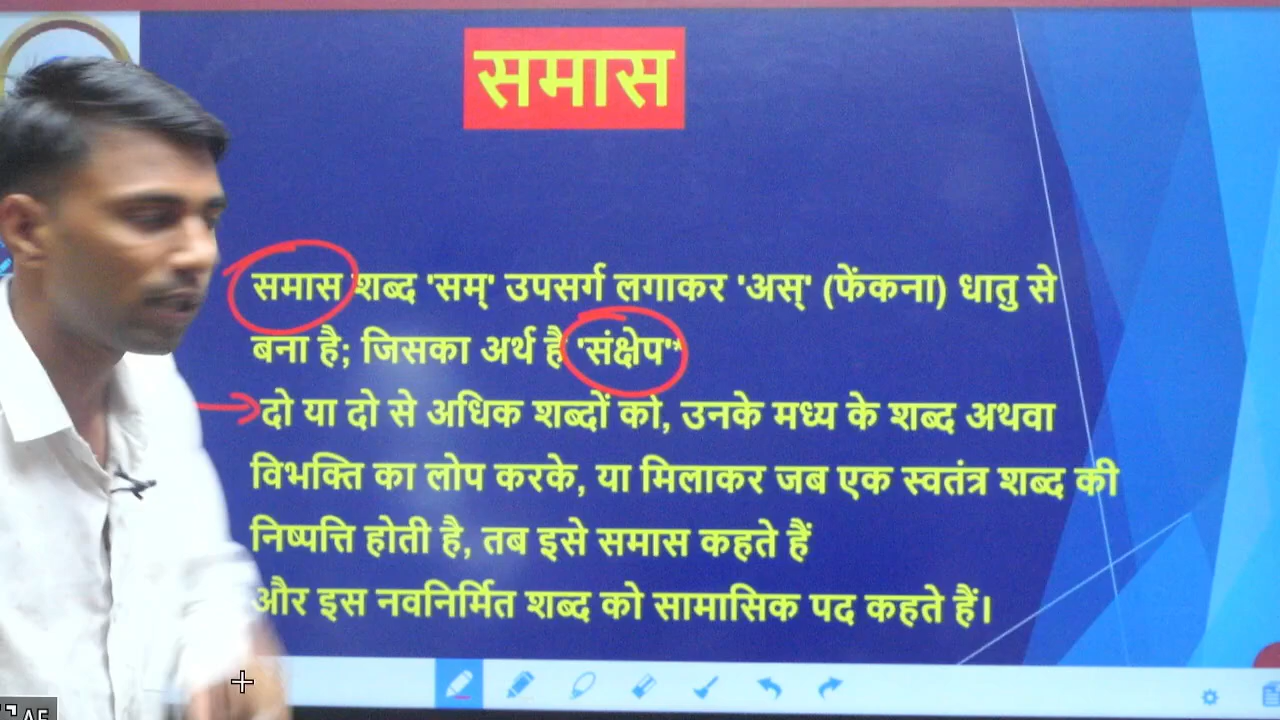 समास
समास शब्द 'सम्' उपसर्ग लगाकर 'अस्' (फेंकना) धातु से
बना है; जिसका अर्थ है 'संक्षेप'*
दो या दो से अधिक शब्दों को, उनके मध्य के शब्द अथवा
विभक्ति का लोप करके, या मिलाकर जब एक स्वतंत्र शब्द की
निष्पत्ति होती है, तब इसे समास कहते हैं
और इस नवनिर्मित शब्द को सामासिक पद कहते हैं।
AF